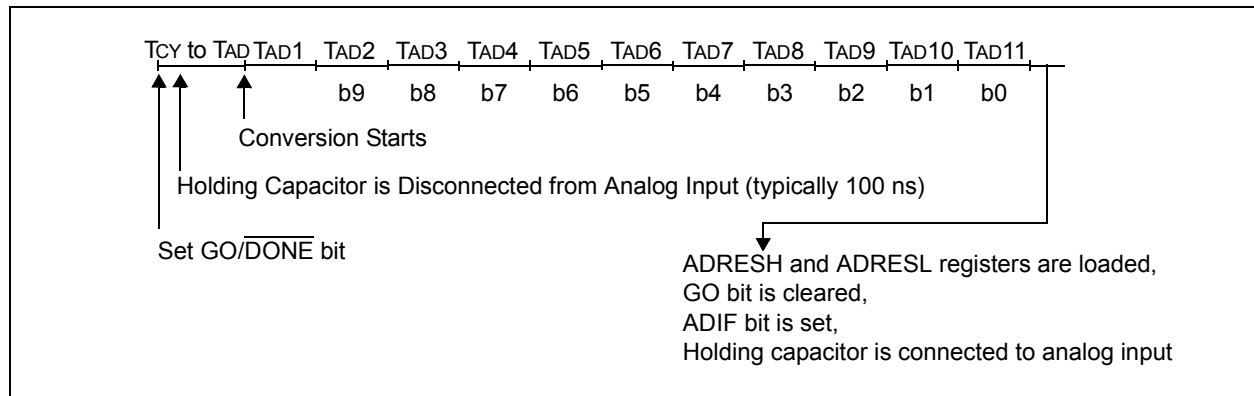 TCY to TAD TAD1 TAD2 TAD3 TAD4 TAD5 TAD6 TAD7 TAD8 TAD9 TAD10 TAD11
b9 b8 b7 b6 b5 b4 b3 b2 b1 b0
Conversion Starts
Holding Capacitor is Disconnected from Analog Input (typically 100 ns)
Set GO/DONE bit
ADRESH and ADRESL registers are loaded,
GO bit is cleared,
ADIF bit is set,
Holding capacitor is connected to analog input